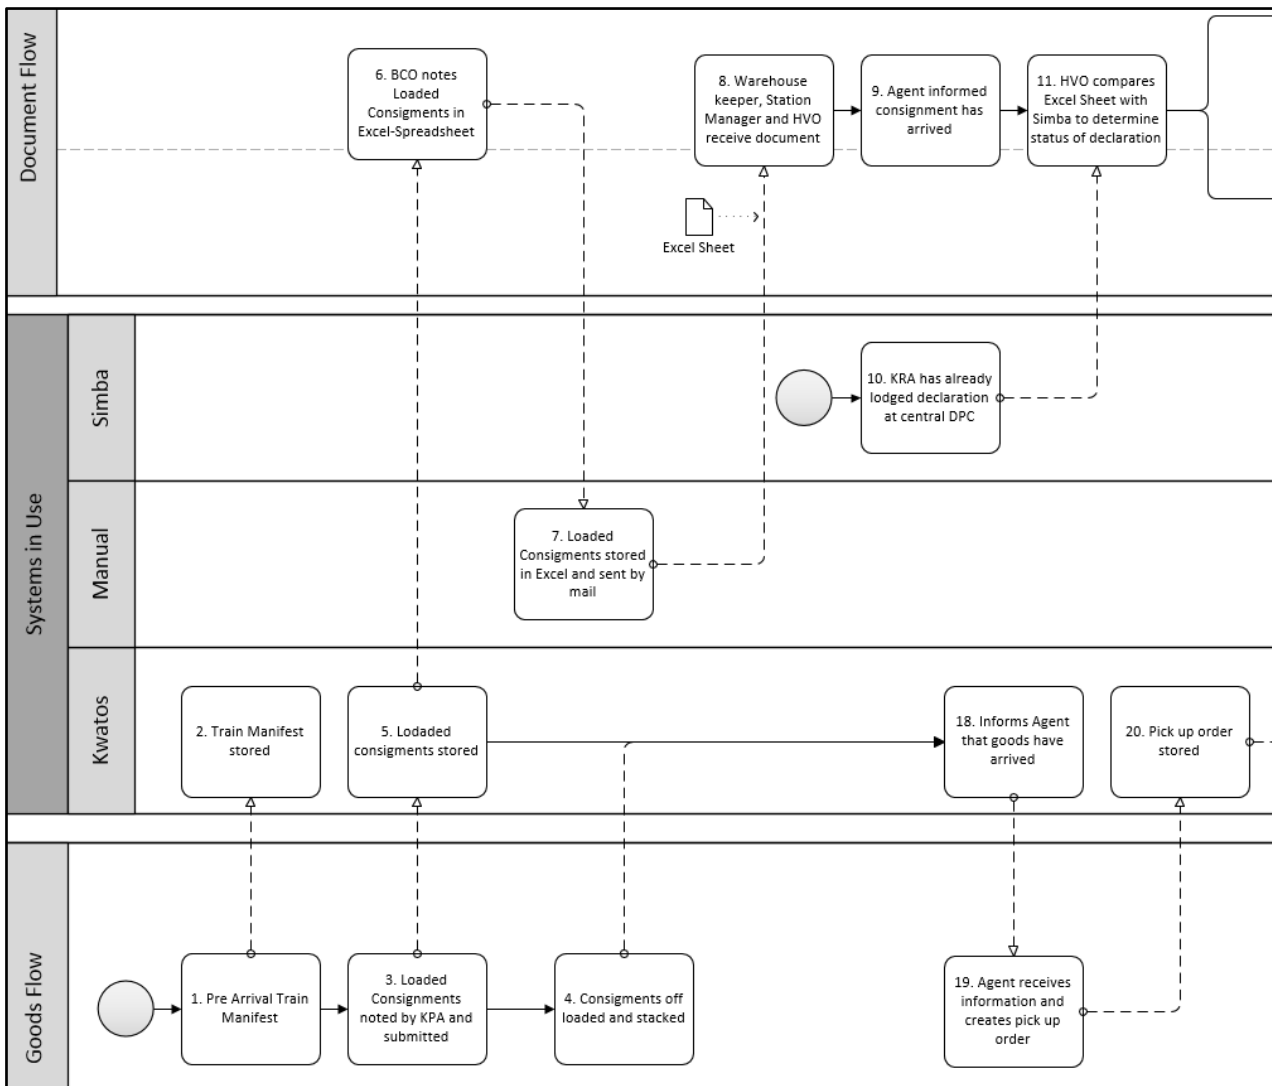 Document Flow
6. BCO notes
Loaded
Consigments in
Excel-Spreadsheet
8. Warehouse
keeper, Station
Manager and HVO
receive document
9. Agent informed
consignment has
arrived
11. HVO compares
Excel Sheet with
Simba to determine
status of declaration
Excel Sheet
Systems in Use
Simba
10. KRA has already
lodged declaration
at central DPC
Manual
7. Loaded
Consigments stored
in Excel and sent by
mail
Kwatos
2. Train Manifest
stored
5. Lodaded
consigments stored
18. Informs Agent
that goods have
arrived
20. Pick up order
stored
Goods Flow
1. Pre Arrival Train
Manifest
3. Loaded
Consignments
noted by KPA and
submitted
4. Consigments off
loaded and stacked
19. Agent receives
information and
creates pick up
order